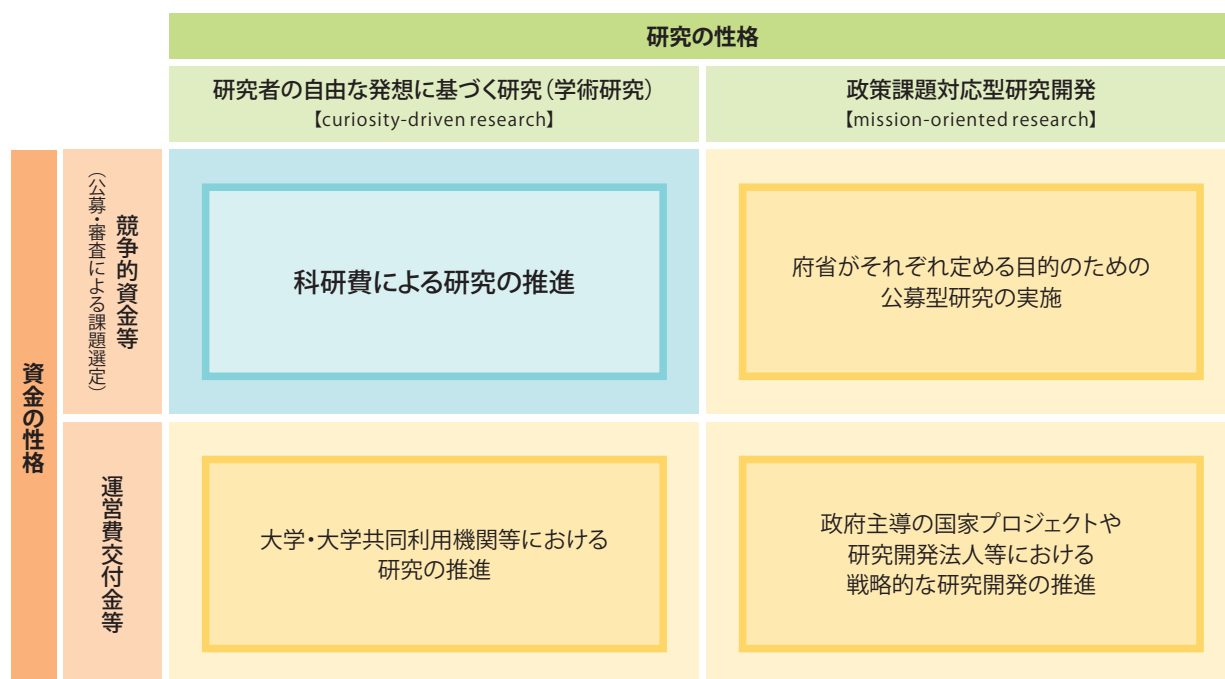 研究の性格
研究者の自由な発想に基づく研究（学術研究）
【curiosity-driven research】
政策課題対応型研究開発
【mission-oriented research】
資金の性格
競争的資金等
（公募・審査による課題選定）
科研費による研究の推進
府省がそれぞれ定める目的のための
公募型研究の実施
運営費交付金等
大学・大学共同利用機関等における
研究の推進
政府主導の国家プロジェクトや
研究開発法人等における
戦略的な研究開発の推進